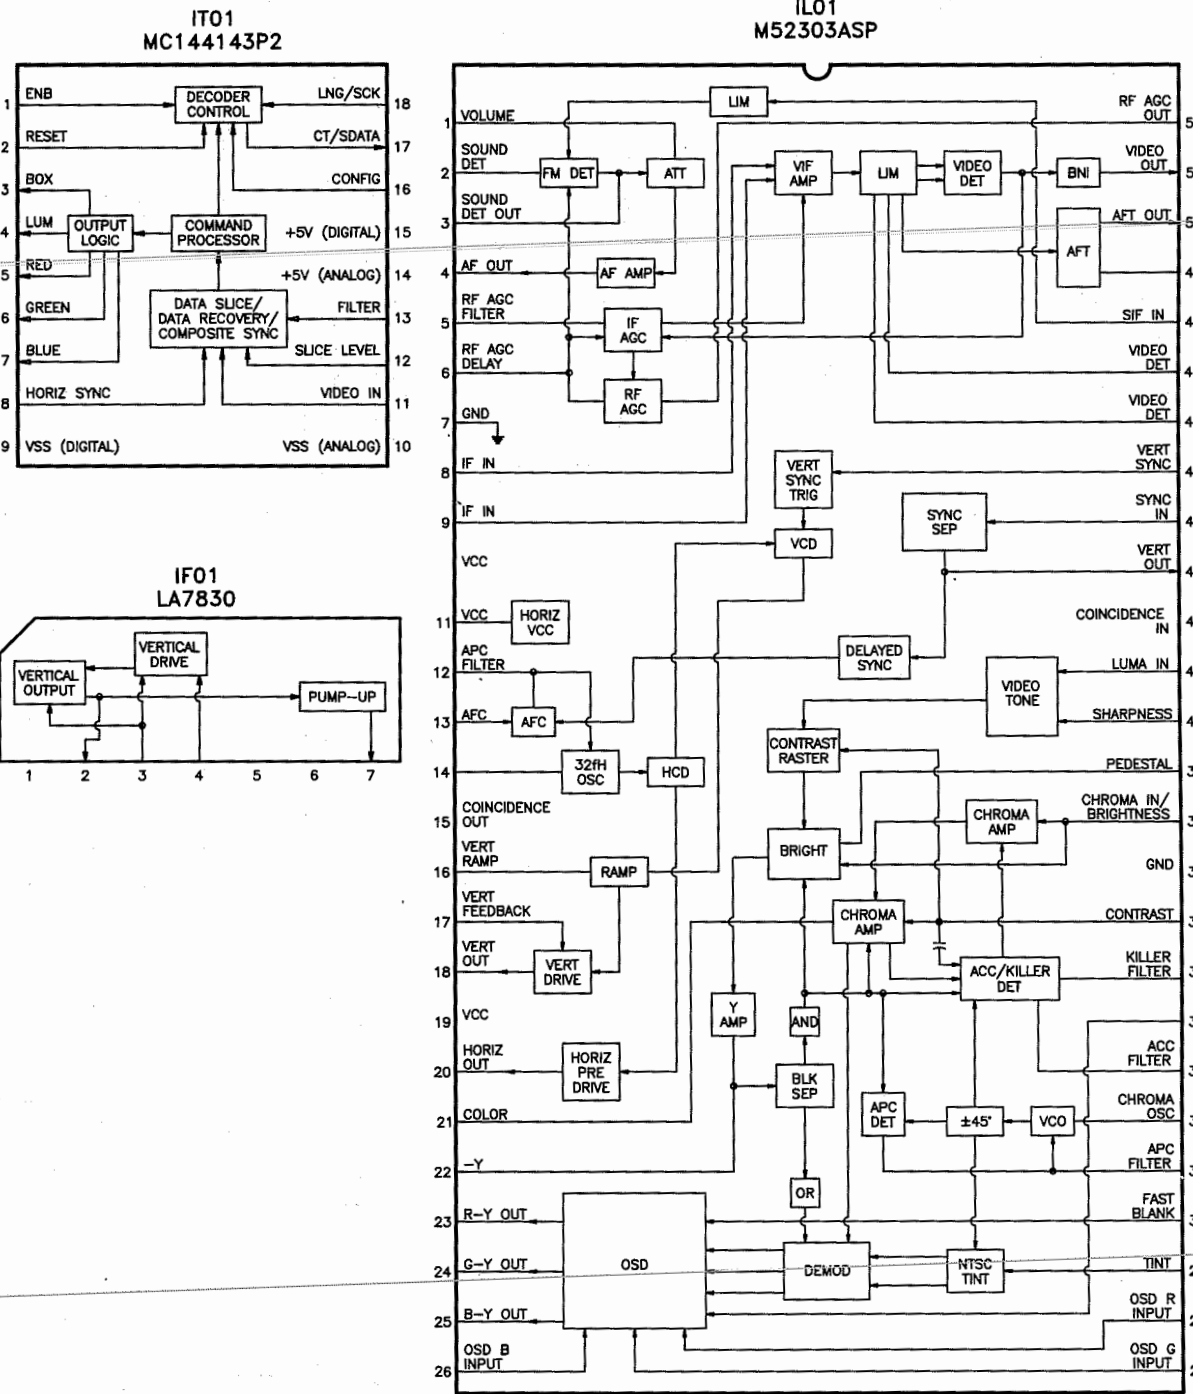 IT01
MC144143P2
1 ENB
2 RESET
3 BOX
4 LUM
5 RED
6 GREEN
7 BLUE
8 HORIZ SYNC
9 VSS (DIGITAL)
DECODER
CONTROL
OUTPUT
LOGIC
COMMAND
PROCESSOR
DATA SLICE/
DATA RECOVERY/
COMPOSITE SYNC
LNG/SCK 18
CT/SDATA 17
CONFIG 16
+5V (DIGITAL) 15
+5V (ANALOG) 14
FILTER 13
SLICE LEVEL 12
VIDEO IN 11
VSS (ANALOG) 10
IF01
LA7830
VERTICAL
DRIVE
VERTICAL
OUTPUT
PUMP-UP
1 2 3 4 5 6 7
IL01
M52303ASP
1 VOLUME
2 SOUND
DET
3 SOUND
DET OUT
4 AF OUT
5 RF AGC
FILTER
6 RF AGC
DELAY
7 GND
8 IF IN
9 IF IN
VCC
11 VCC
12 APC
FILTER
13 AFC
14
15 COINCIDENCE
OUT
16 VERT
RAMP
17 VERT
FEEDBACK
18 VERT
OUT
19 VCC
20 HORIZ
OUT
21 COLOR
22 -Y
23 R-Y OUT
24 G-Y OUT
25 B-Y OUT
26 OSD B
INPUT
LIM
FM DET
ATT
VIF
AMP
LIM
VIDEO
DET
BNI
AFT
AF AMP
IF
AGC
RF
AGC
VERT
SYNC
TRIG
SYNC
SEP
VCD
HORIZ
VCC
DELAYED
SYNC
VIDEO
TONE
AFC
CONTRAST
RASTER
32fH
OSC
HCD
CHROMA
AMP
BRIGHT
RAMP
CHROMA
AMP
VERT
DRIVE
ACC/KILLER
DET
Y
AMP
AND
HORIZ
PRE
DRIVE
BLK
SEP
APC
DET
±45°
VCO
OR
OSD
DEMOD
NTSC
TINT
RF AGC
OUT
VIDEO
OUT
AFT OUT
SIF IN
VIDEO
DET
VIDEO
DET
VERT
SYNC
SYNC
IN
VERT
OUT
COINCIDENCE
IN
LUMA IN
SHARPNESS
PEDESTAL
CHROMA IN/
BRIGHTNESS
GND
CONTRAST
KILLER
FILTER
ACC
FILTER
CHROMA
OSC
APC
FILTER
FAST
BLANK
TINT
OSD R
INPUT
OSD G
INPUT